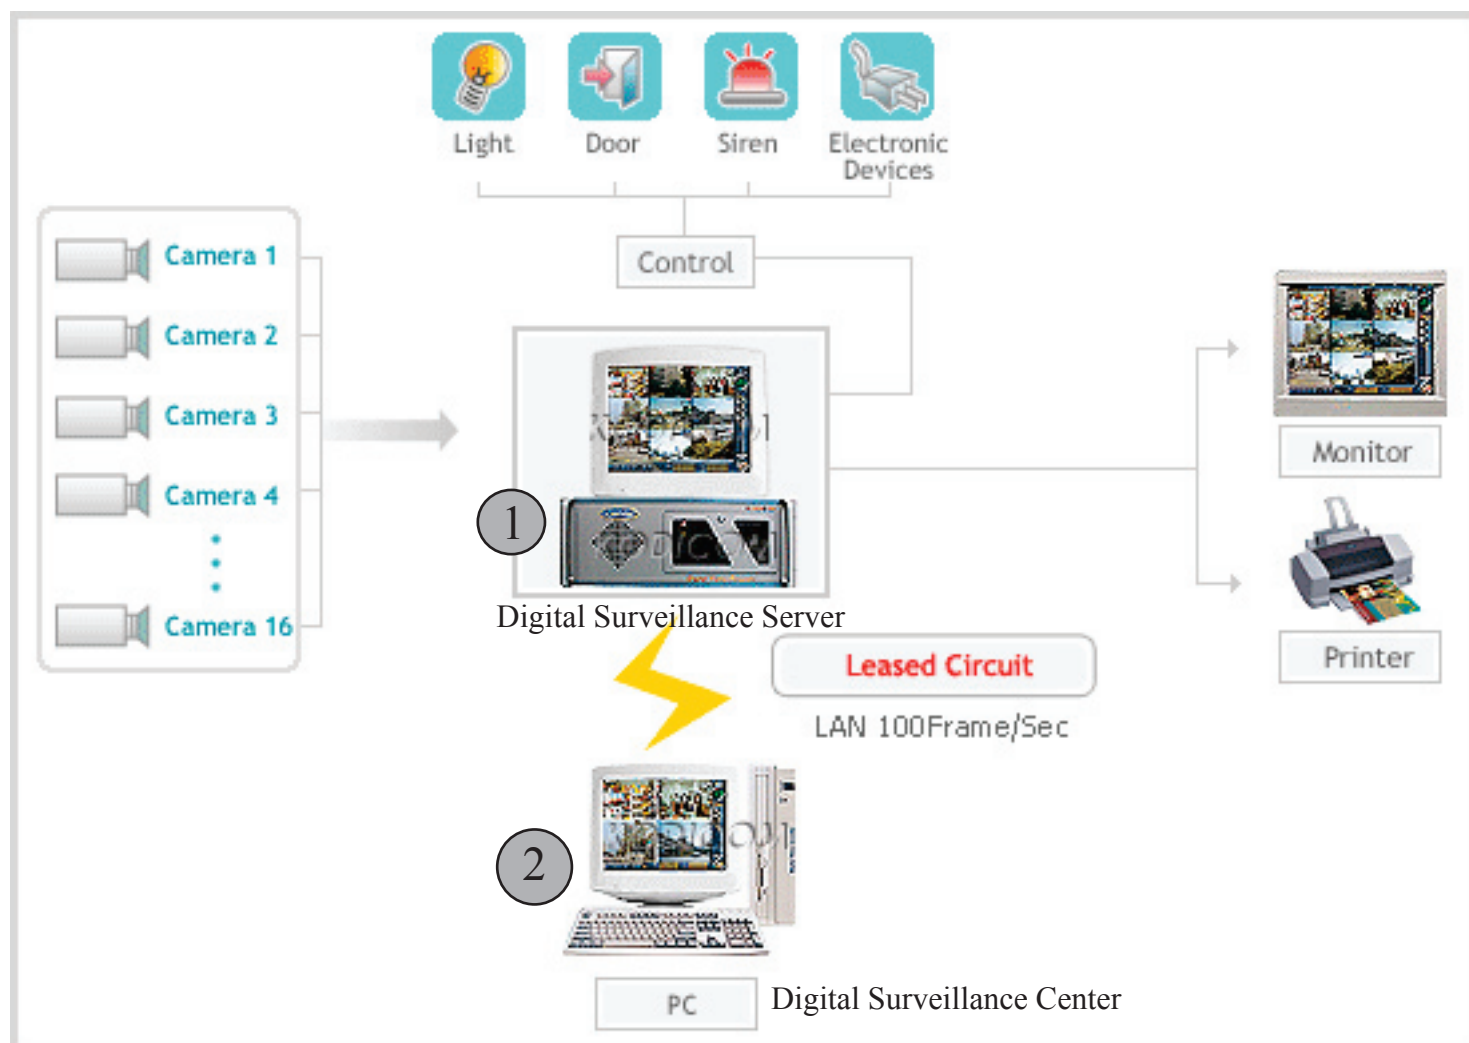 Light
Door
Siren
Electronic
Devices
Control
Camera 1
Camera 2
Camera 3
Camera 4
Camera 16
1
Digital Surveillance Server
Monitor
Printer
Leased Circuit
LAN 100Frame/Sec
2
PC
Digital Surveillance Center